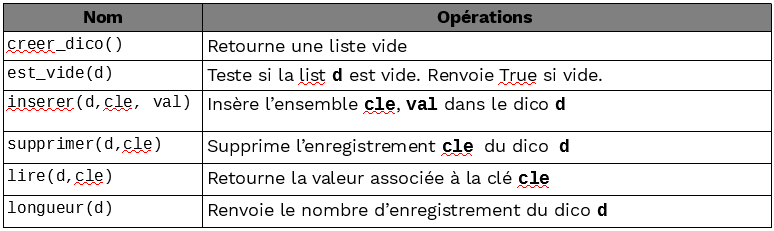 Nom Opérations
creer_dico() Retourne une liste vide
est_vide(d) Teste si la list d est vide. Renvoie True si vide.
inserer(d,cle, val) Insère l’ensemble cle, val dans le dico d
supprimer(d,cle) Supprime l’enregistrement cle du dico d
lire(d,cle) Retourne la valeur associée à la clé cle
longueur(d) Renvoie le nombre d’enregistrement du dico d